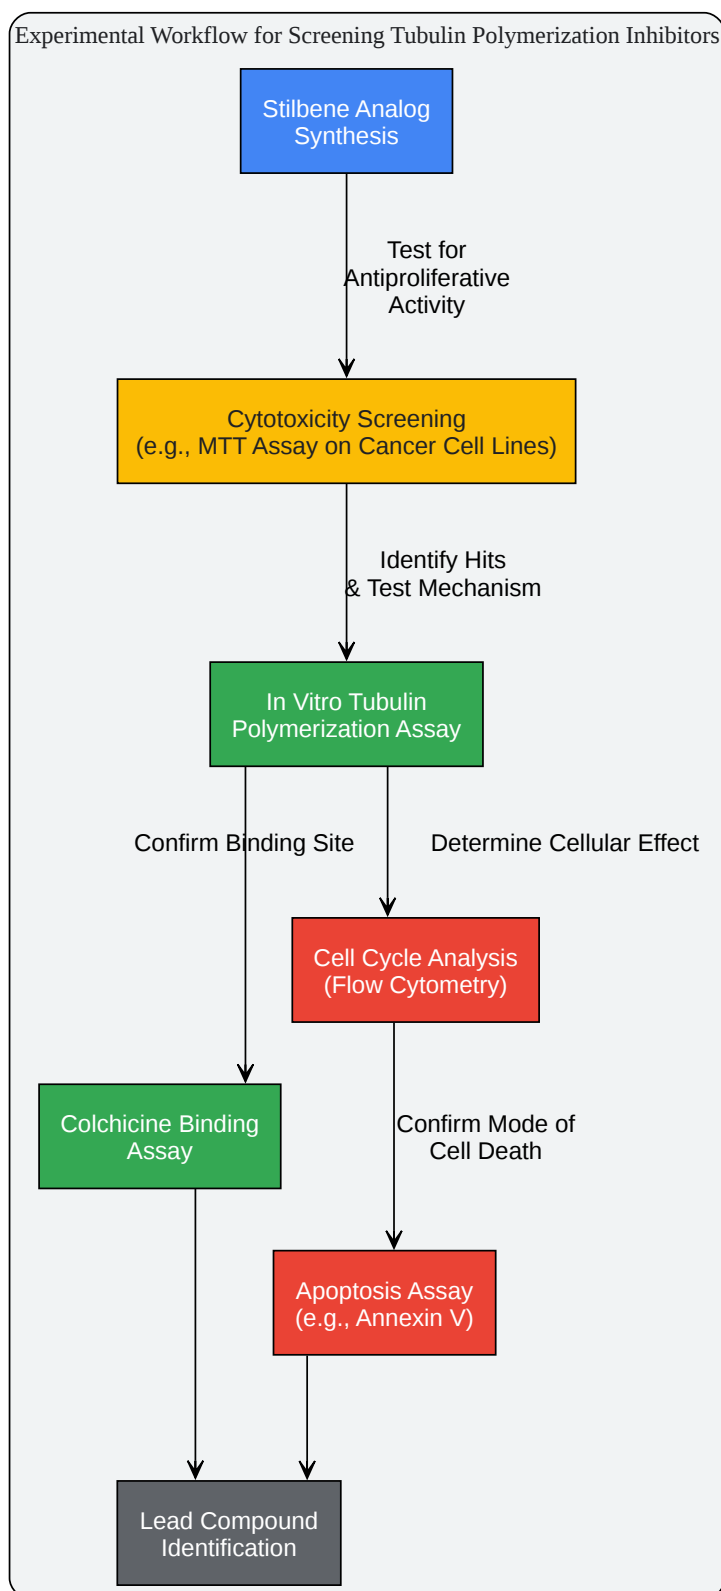 Experimental Workflow for Screening Tubulin Polymerization Inhibitors
Stilbene Analog
Synthesis
Test for
Antiproliferative
Activity
Cytotoxicity Screening
(e.g., MTT Assay on Cancer Cell Lines)
Identify Hits
& Test Mechanism
In Vitro Tubulin
Polymerization Assay
Confirm Binding Site
Determine Cellular Effect
Cell Cycle Analysis
(Flow Cytometry)
Colchicine Binding
Assay
Confirm Mode of
Cell Death
Apoptosis Assay
(e.g., Annexin V)
Lead Compound
Identification